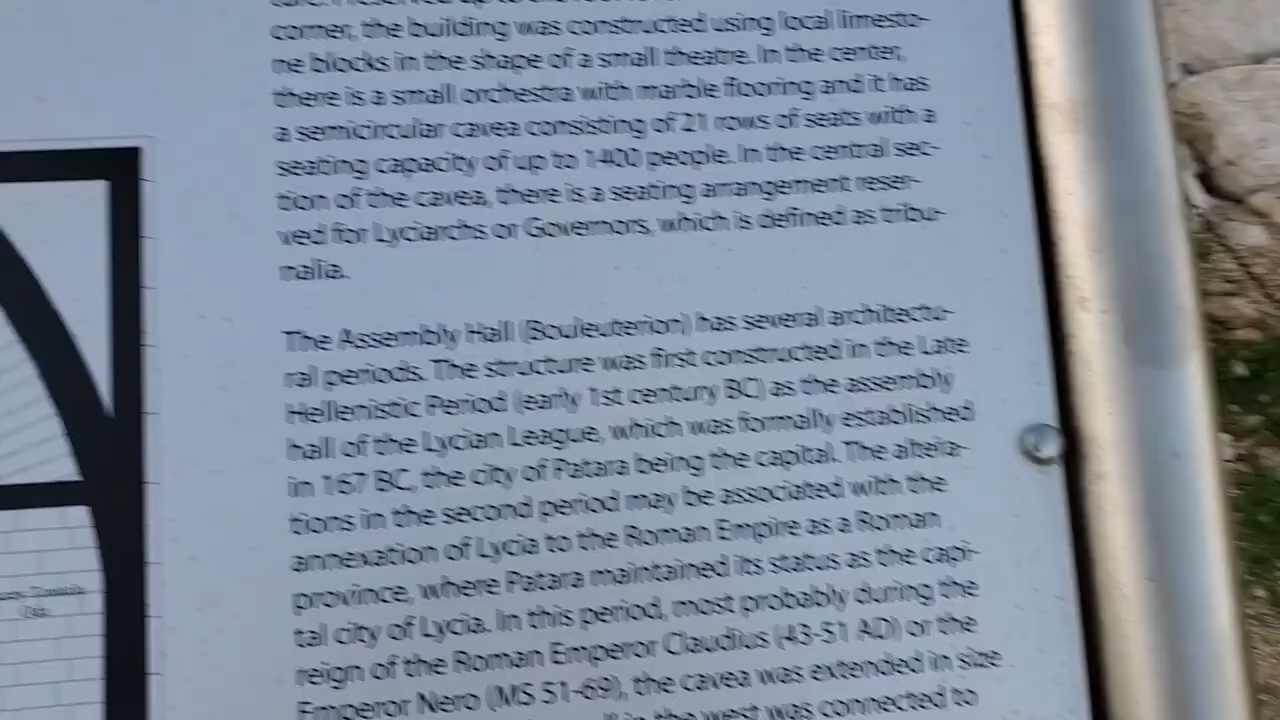 corner, the building was constructed using local limesto-
ne blocks in the shape of a small theatre. In the center,
there is a small orchestra with marble flooring and it has
a semicircular cavea consisting of 21 rows of seats with a
seating capacity of up to 1400 people. In the central sec-
tion of the cavea, there is a seating arrangement reser-
ved for Lyciarchs or Governors, which is defined as tribu-
nalia.
The Assembly Hall (Bouleuterion) has several architectu-
ral periods. The structure was first constructed in the Late
Hellenistic Period (early 1st century BC) as the assembly
hall of the Lycian League, which was formally established
in 167 BC, the city of Patara being the capital. The altera-
tions in the second period may be associated with the
annexation of Lycia to the Roman Empire as a Roman
province, where Patara maintained its status as the capi-
tal city of Lycia. In this period, most probably during the
reign of the Roman Emperor Claudius (43-51 AD) or the
Emperor Nero (MS 51-69), the cavea was extended in size
in the west was connected to